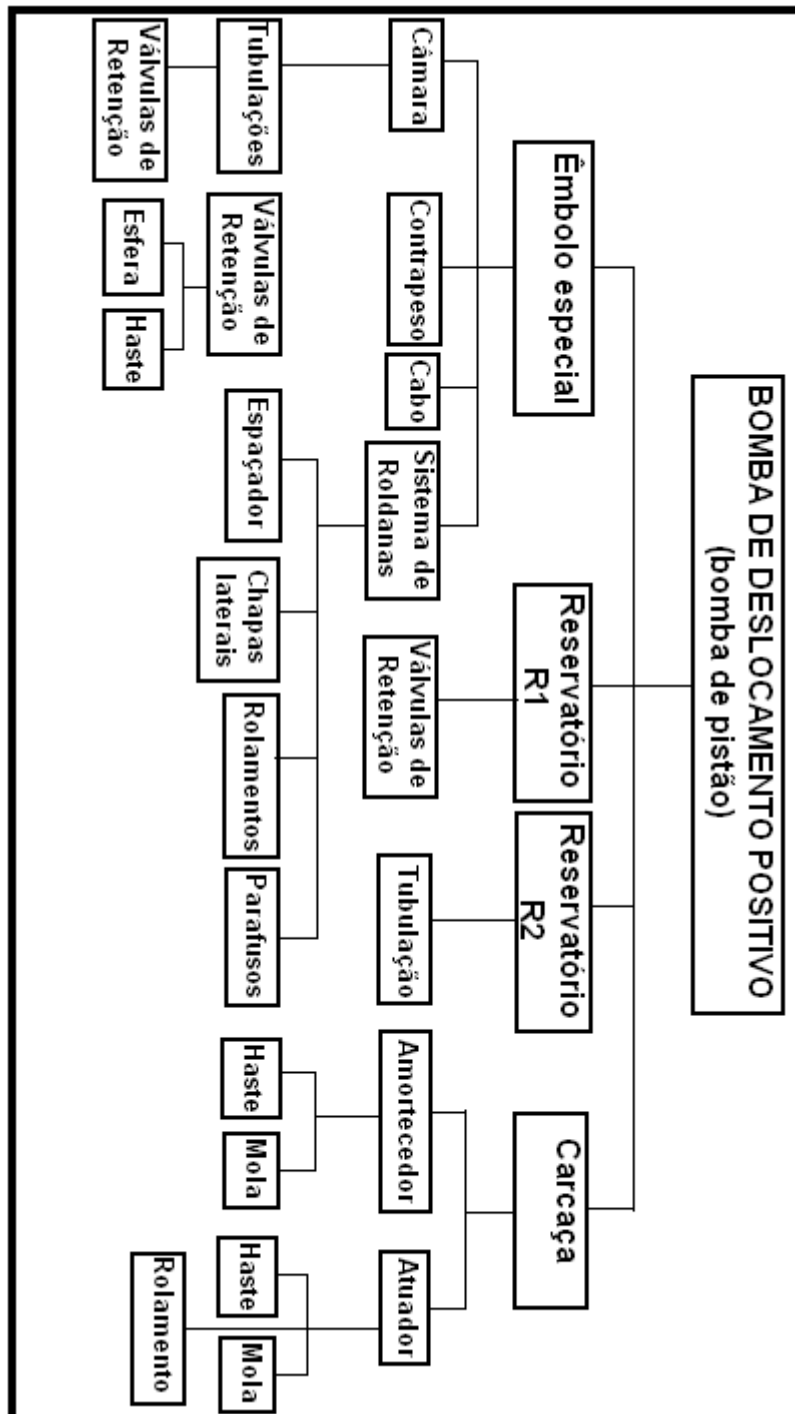 BOMBA DE DESLOCAMENTO POSITIVO
(bomba de pistão)
Êmbolo especial
Reservatório
R1
Reservatório
R2
Carcaça
Câmara
Contrapeso
Cabo
Sistema de
Roldanas
Válvulas de
Retenção
Tubulação
Amortecedor
Atuador
Tubulações
Válvulas de
Retenção
Espaçador
Chapas
laterais
Rolamentos
Parafusos
Haste
Mola
Haste
Mola
Válvulas de
Retenção
Esfera
Haste
Rolamento